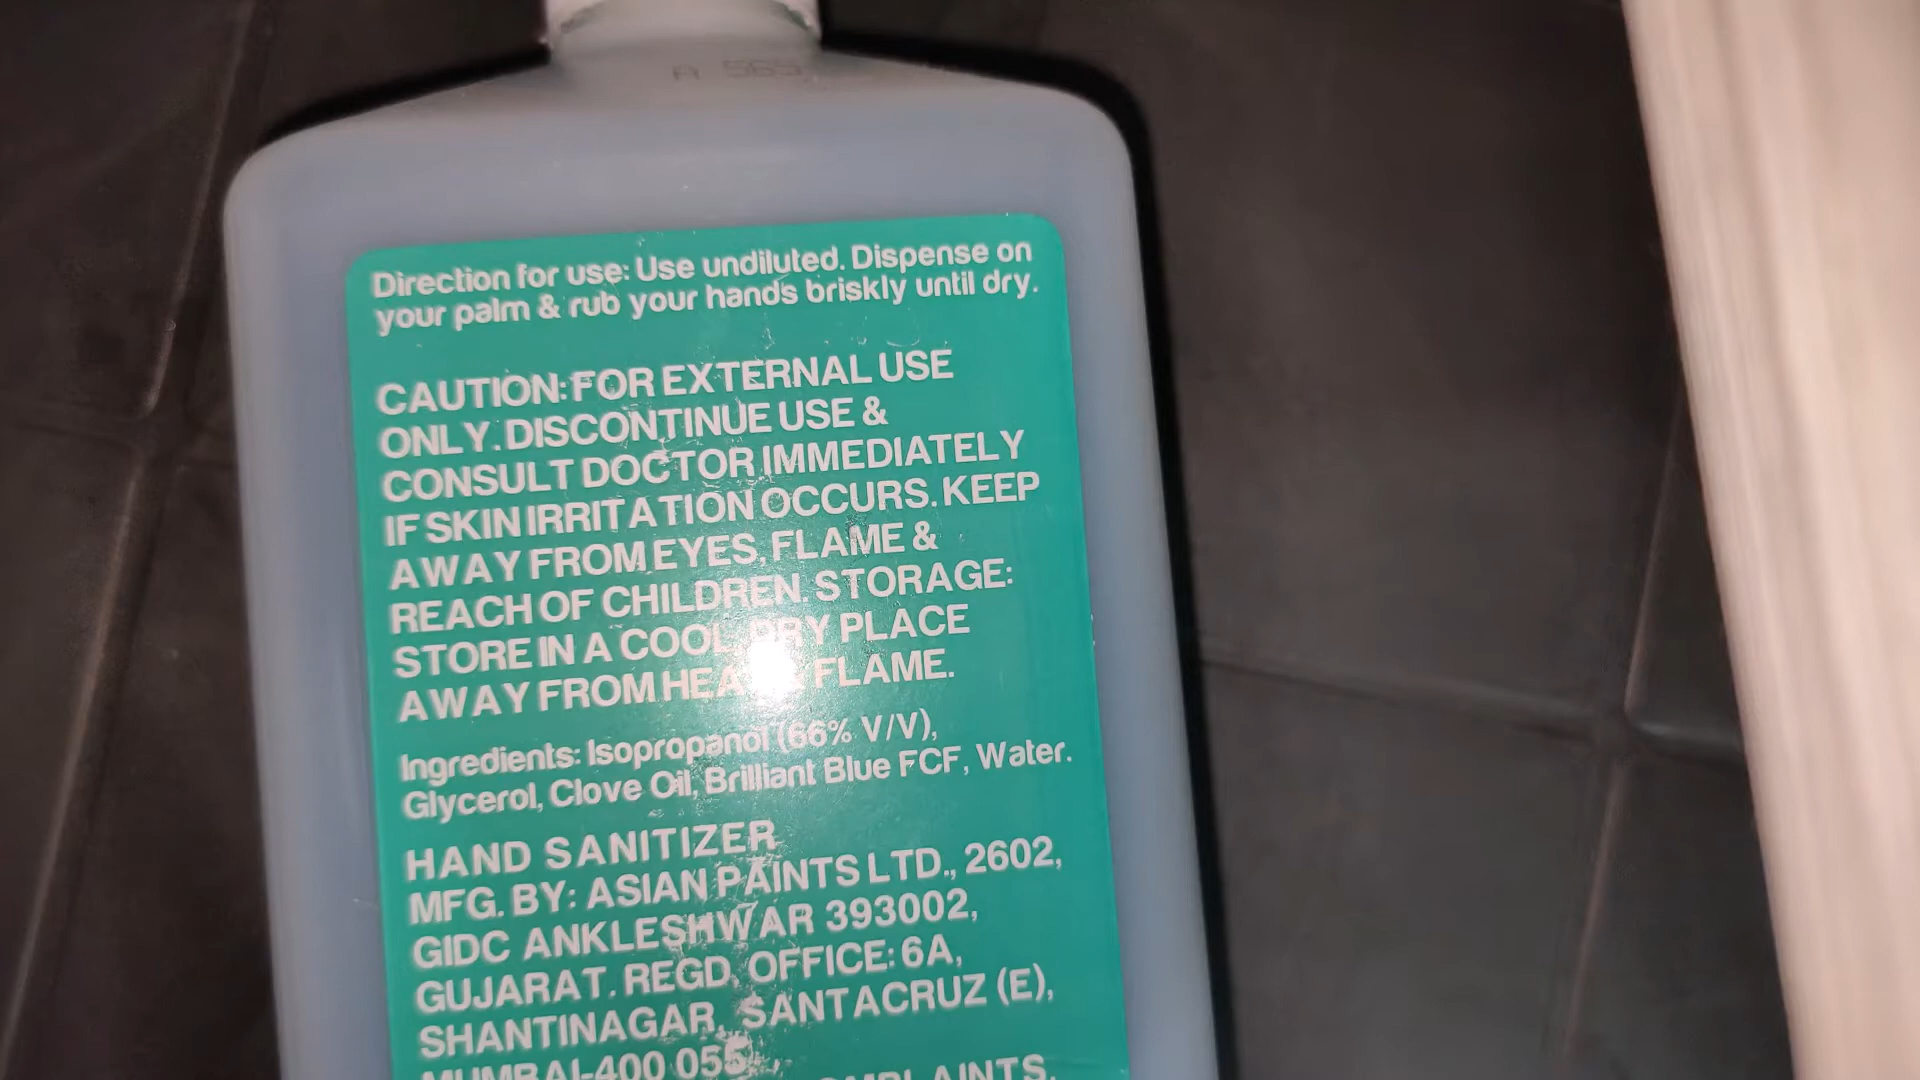 A 565
Direction for use: Use undiluted. Dispense on
your palm & rub your hands briskly until dry.
CAUTION: FOR EXTERNAL USE
ONLY. DISCONTINUE USE &
CONSULT DOCTOR IMMEDIATELY
IF SKIN IRRITATION OCCURS. KEEP
AWAY FROM EYES, FLAME &
REACH OF CHILDREN. STORAGE:
STORE IN A COOL, DRY PLACE
AWAY FROM HEAT & FLAME.
Ingredients: Isopropanol (66% V/V),
Glycerol, Clove Oil, Brilliant Blue FCF, Water.
HAND SANITIZER
MFG. BY: ASIAN PAINTS LTD., 2602,
GIDC ANKLESHWAR 393002,
GUJARAT. REGD. OFFICE: 6A,
SHANTINAGAR, SANTACRUZ (E),
MUMBAI-400 055.
COMPLAINTS,